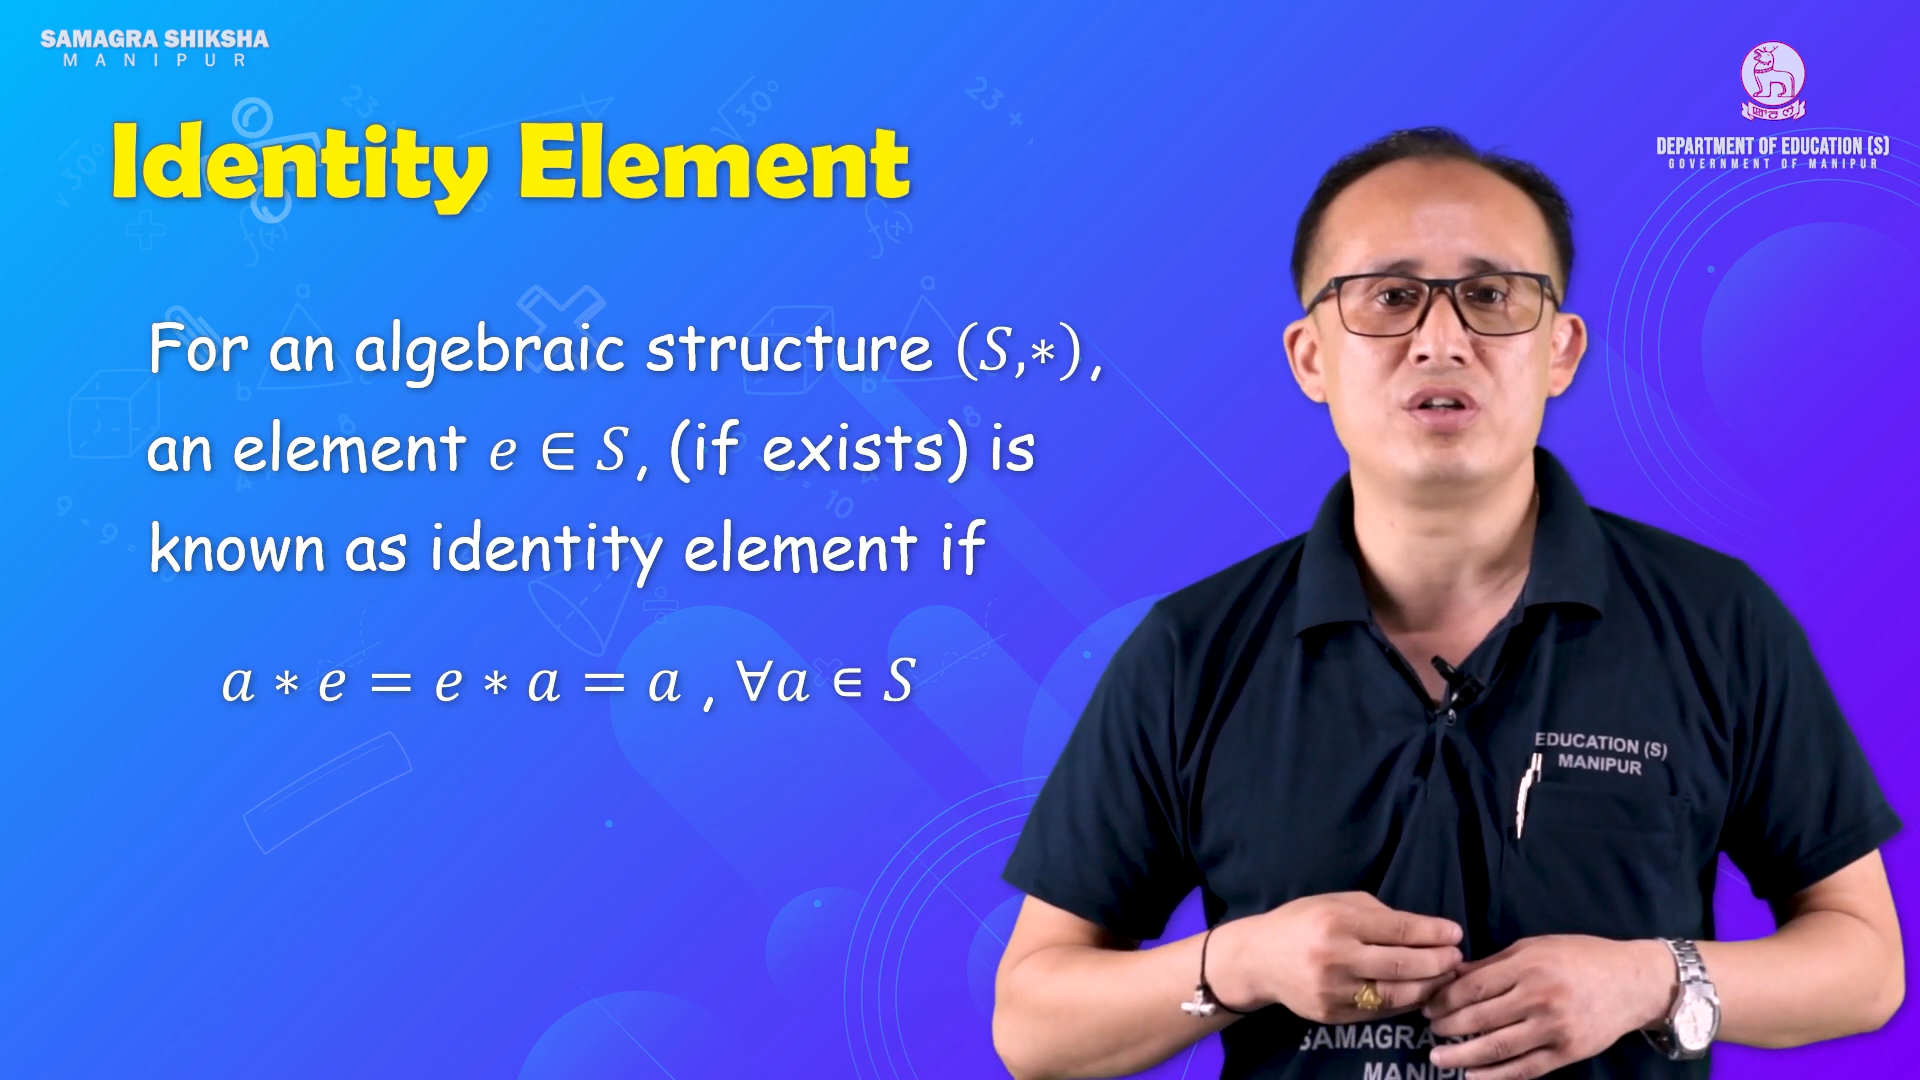 SAMAGRA SHIKSHA
MANIPUR
DEPARTMENT OF EDUCATION (S)
GOVERNMENT OF MANIPUR
Identity Element
For an algebraic structure (S,∗),
an element e ∈ S, (if exists) is
known as identity element if
a ∗ e = e ∗ a = a , ∀a ∈ S
EDUCATION (S)
MANIPUR
SAMAGRA